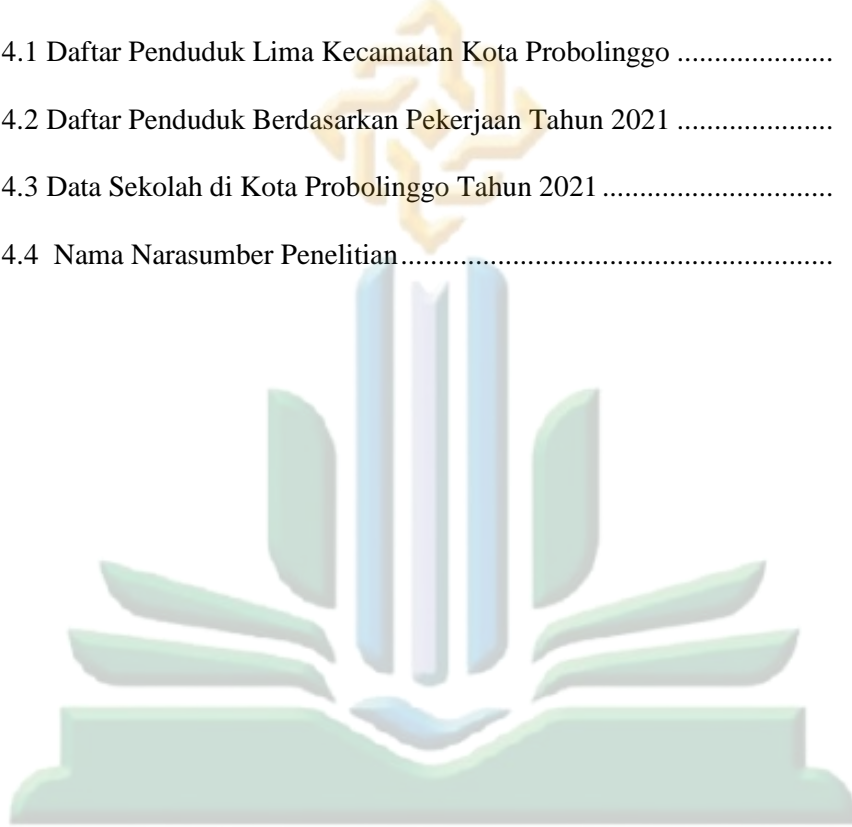 4.1 Daftar Penduduk Lima Kecamatan Kota Probolinggo ....................
4.2 Daftar Penduduk Berdasarkan Pekerjaan Tahun 2021 ....................
4.3 Data Sekolah di Kota Probolinggo Tahun 2021 ..............................
4.4 Nama Narasumber Penelitian ........................................................